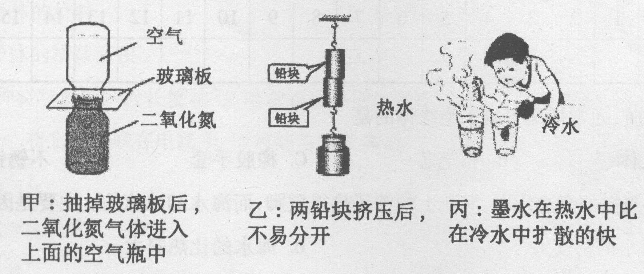 空气
玻璃板
二氧化氮
铅块
铅块
热水
冷水
甲：抽掉玻璃板后，
二氧化氮气体进入
上面的空气瓶中
乙：两铅块挤压后，
不易分开
丙：墨水在热水中比
在冷水中扩散的快